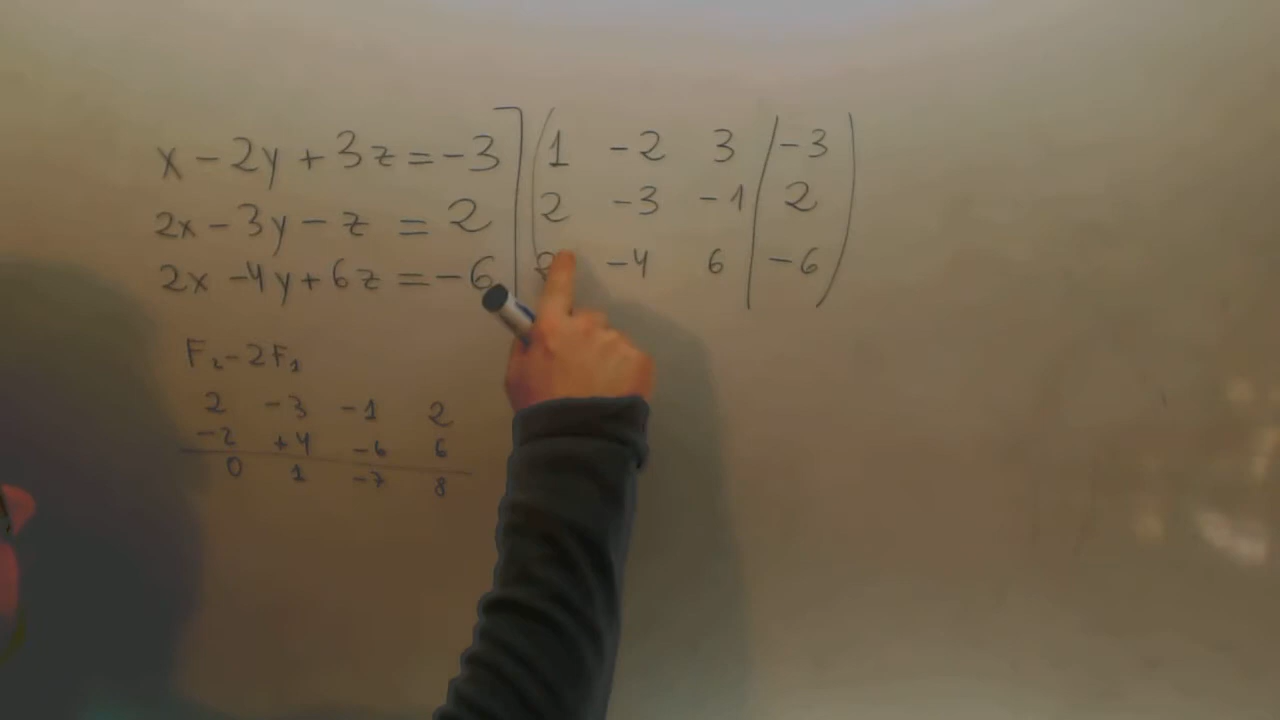 x - 2y + 3z = -3
2x - 3y - z = 2
2x - 4y + 6z = -6
1 -2 3 | -3
2 -3 -1 | 2
2 -4 6 | -6
F₂ - 2F₁
2 -3 -1 2
-2 +4 -6 6
0 1 -7 8